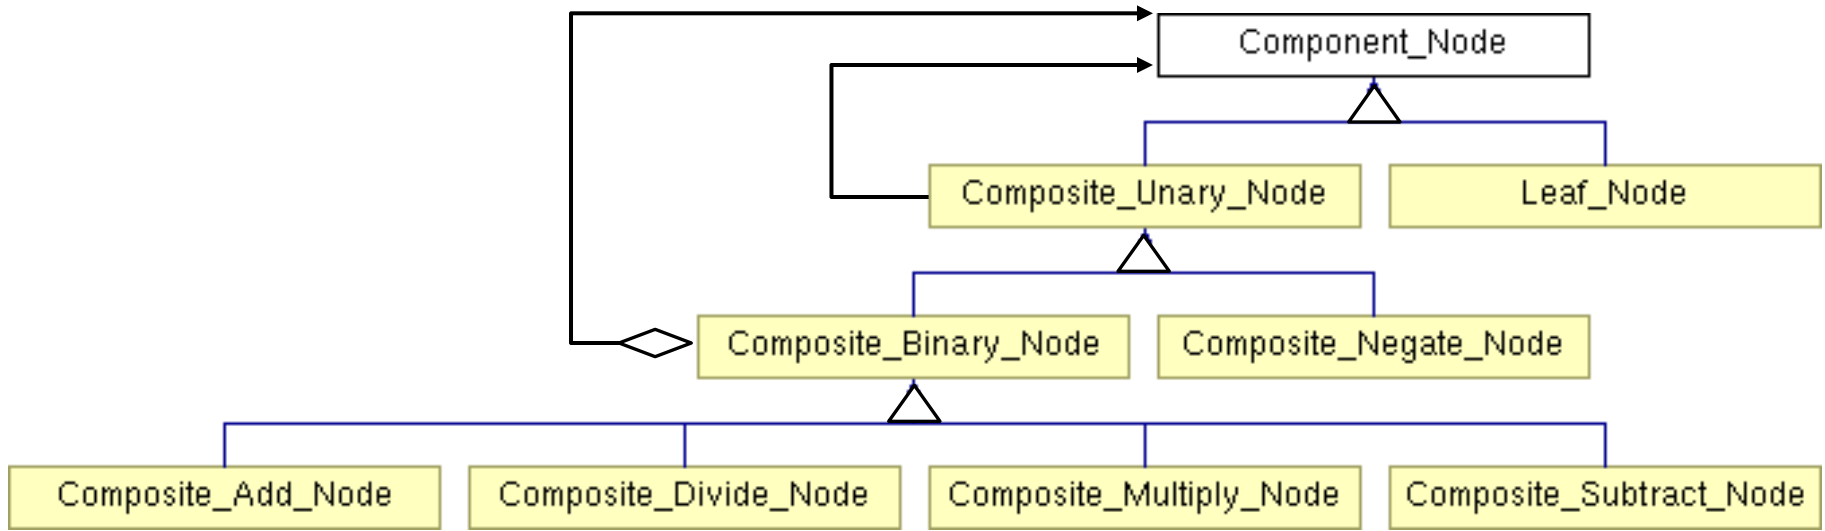 Component_Node
Composite_Unary_Node
Leaf_Node
Composite_Binary_Node
Composite_Negate_Node
Composite_Add_Node
Composite_Divide_Node
Composite_Multiply_Node
Composite_Subtract_Node